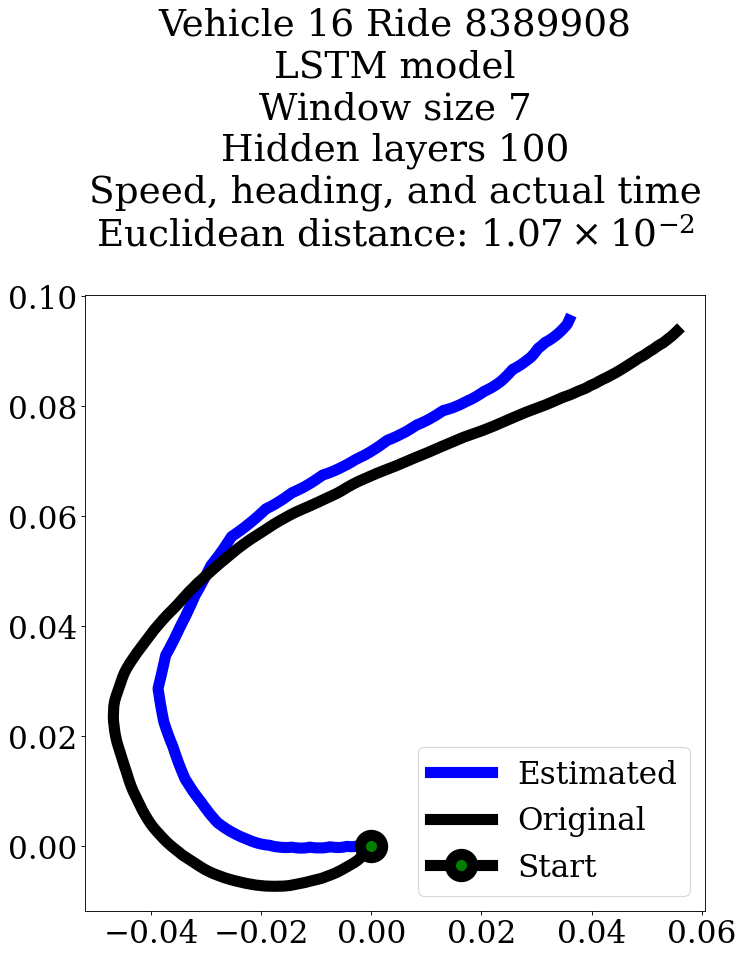 Vehicle 16 Ride 8389908
LSTM model
Window size 7
Hidden layers 100
Speed, heading, and actual time
Euclidean distance: 1.07 × 10⁻²
0.10
0.08
0.06
0.04
0.02
0.00
Estimated
Original
Start
−0.04 −0.02 0.00 0.02 0.04 0.06